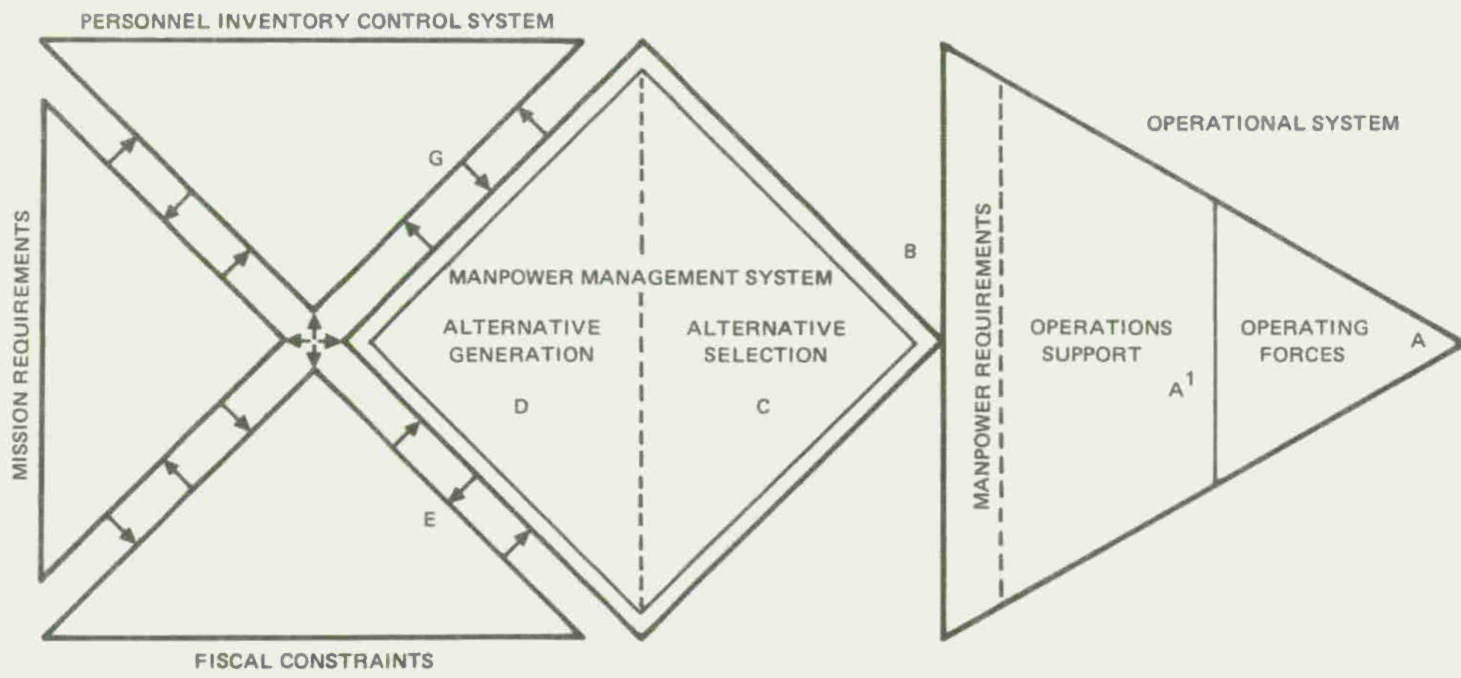 PERSONNEL INVENTORY CONTROL SYSTEM
MISSION REQUIREMENTS
G
MANPOWER MANAGEMENT SYSTEM
ALTERNATIVE
GENERATION
D
ALTERNATIVE
SELECTION
C
E
FISCAL CONSTRAINTS
B
OPERATIONAL SYSTEM
MANPOWER REQUIREMENTS
OPERATIONS
SUPPORT
A¹
OPERATING
FORCES
A